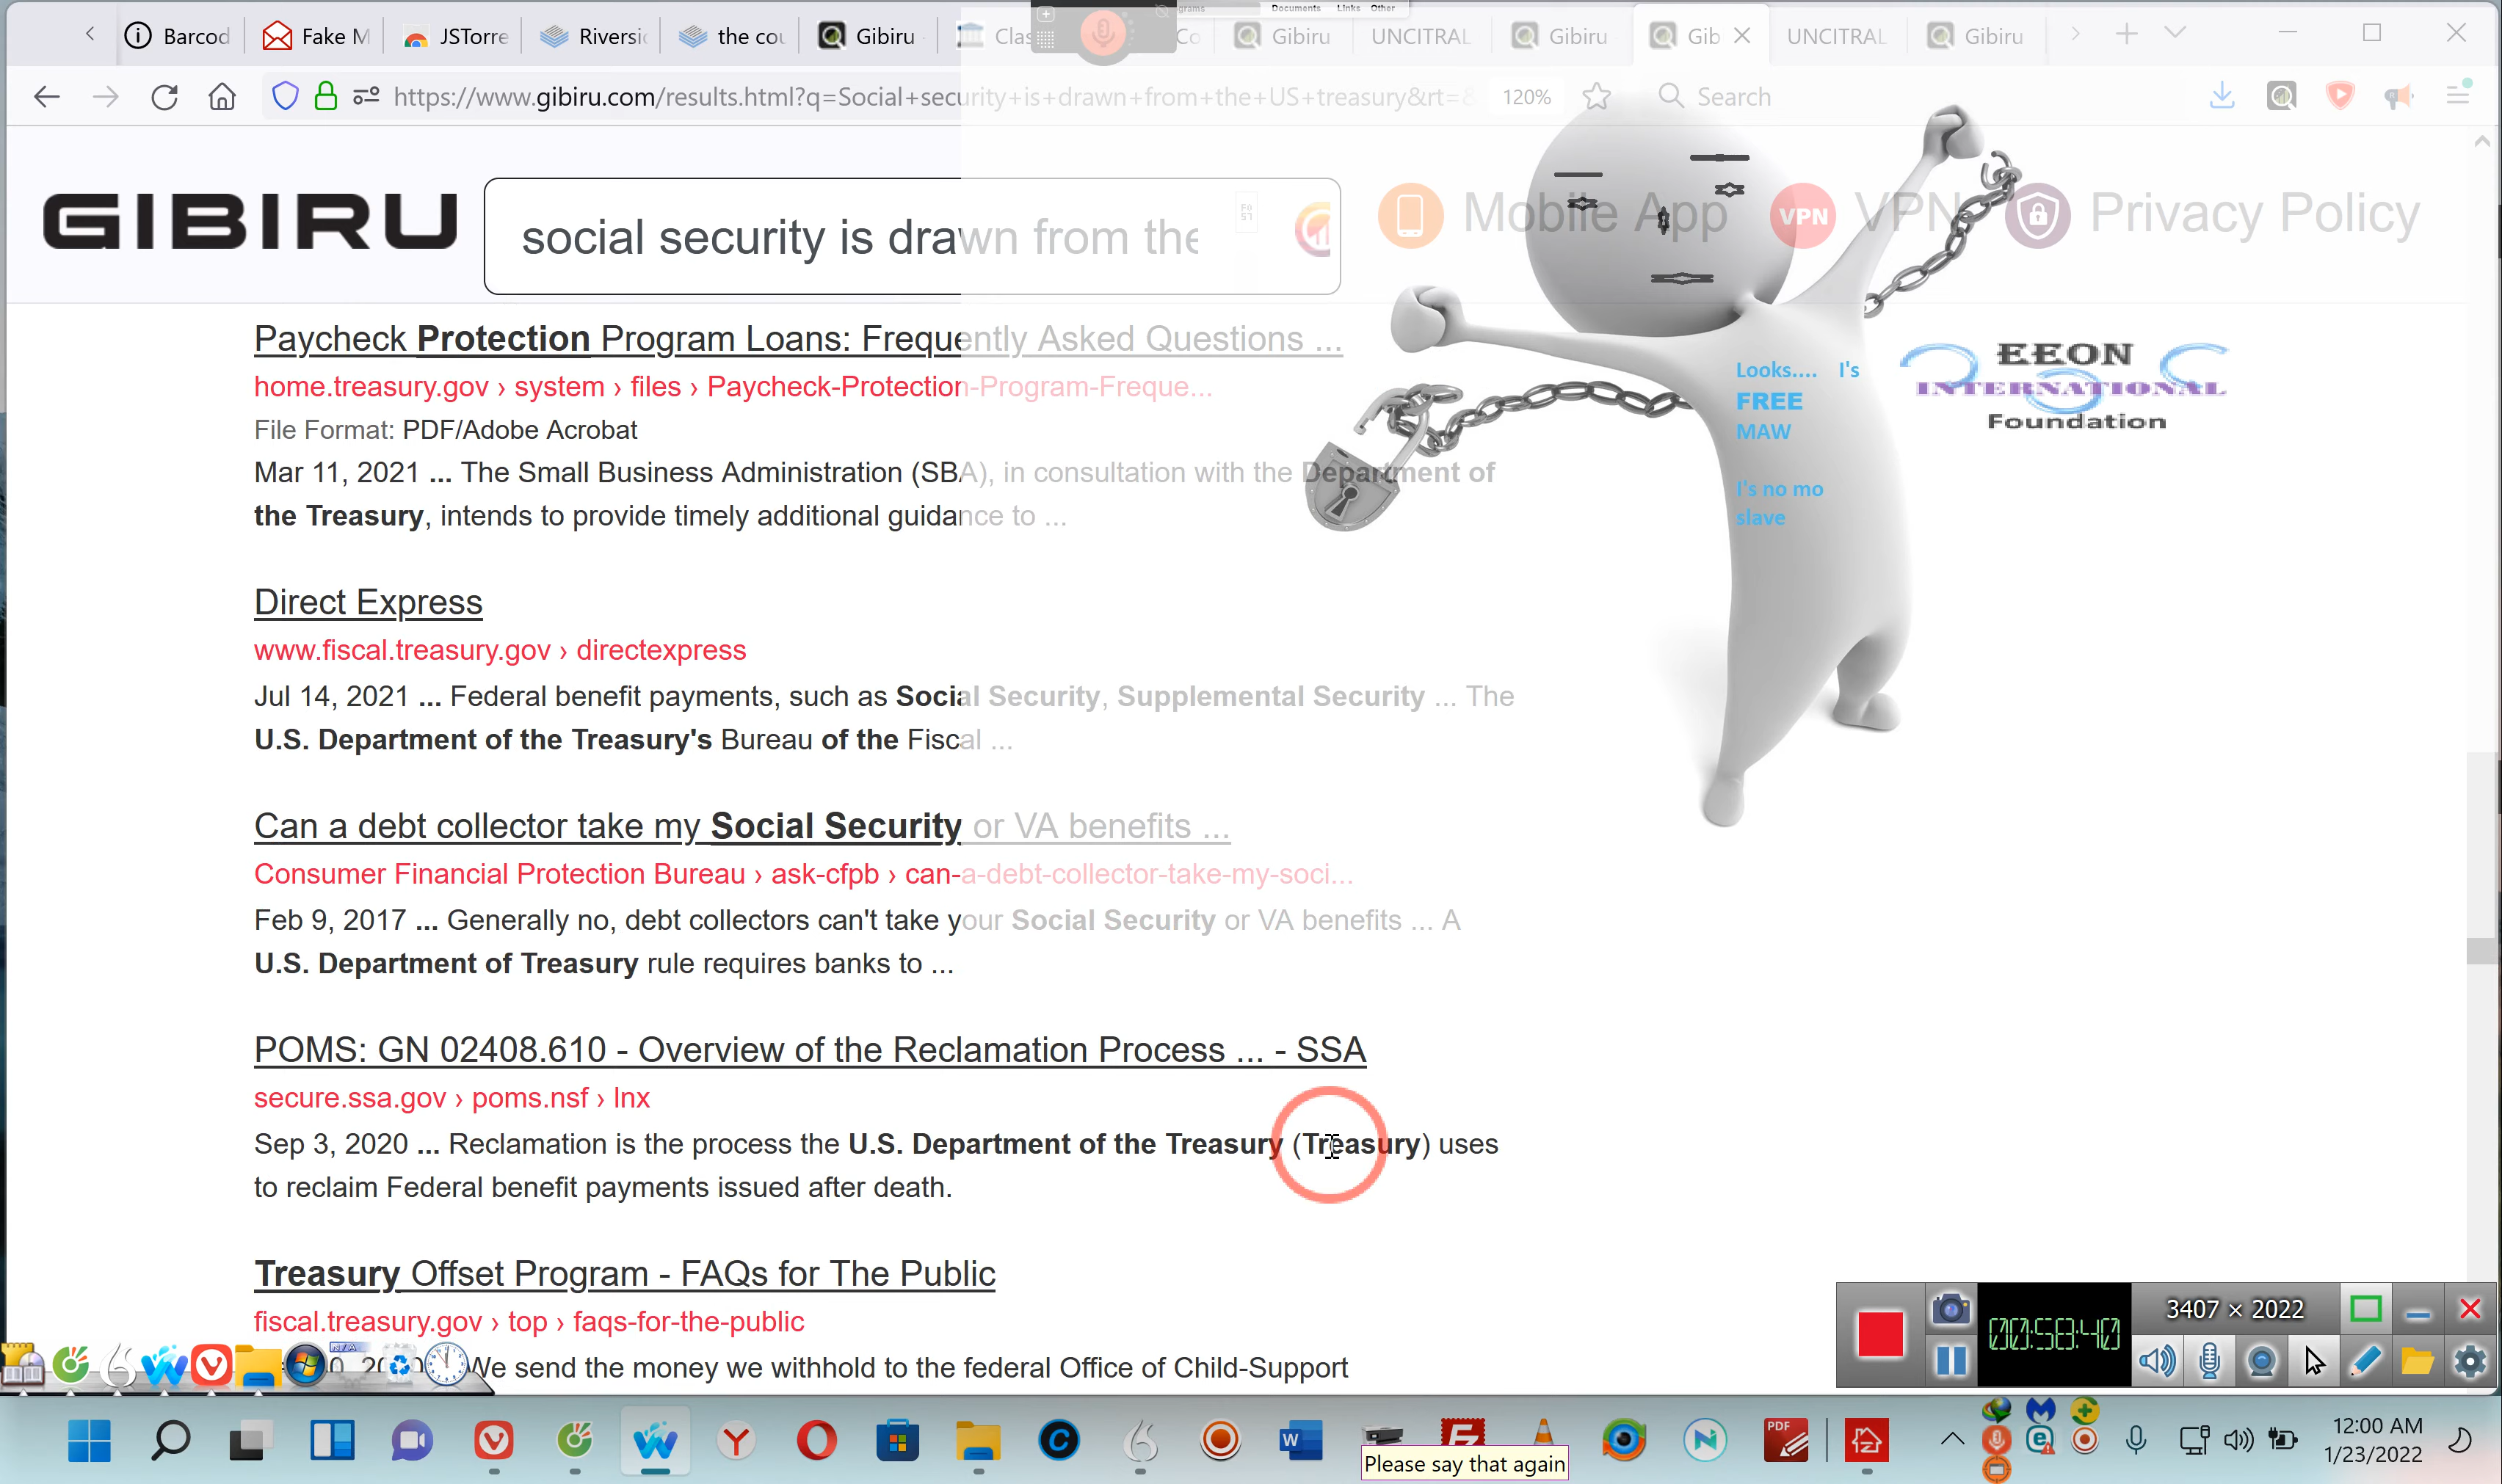 Programs Documents Links Other
Barcod
Fake M
JSTorre
Riversi
the cou
Gibiru
Clas
Co
Gibiru
UNCITRAL
Gibiru
Gib
UNCITRAL
Gibiru
https://www.gibiru.com/results.html?q=Social+security+is+drawn+from+the+US+treasury&rt=
120%
Search
GIBIRU
social security is drawn from the
Mobile App
VPN
VPN
Privacy Policy
Paycheck Protection Program Loans: Frequently Asked Questions ...
home.treasury.gov › system › files › Paycheck-Protection-Program-Freque...
File Format: PDF/Adobe Acrobat
Mar 11, 2021 ... The Small Business Administration (SBA), in consultation with the Department of
the Treasury, intends to provide timely additional guidance to ...
Looks.... I's
FREE
MAW
I's no mo
slave
EEON
INTERNATIONAL
Foundation
Direct Express
www.fiscal.treasury.gov › directexpress
Jul 14, 2021 ... Federal benefit payments, such as Social Security, Supplemental Security ... The
U.S. Department of the Treasury's Bureau of the Fiscal ...
Can a debt collector take my Social Security or VA benefits ...
Consumer Financial Protection Bureau › ask-cfpb › can-a-debt-collector-take-my-soci...
Feb 9, 2017 ... Generally no, debt collectors can't take your Social Security or VA benefits ... A
U.S. Department of Treasury rule requires banks to ...
POMS: GN 02408.610 - Overview of the Reclamation Process ... - SSA
secure.ssa.gov › poms.nsf › lnx
Sep 3, 2020 ... Reclamation is the process the U.S. Department of the Treasury (Treasury) uses
to reclaim Federal benefit payments issued after death.
Treasury Offset Program - FAQs for The Public
fiscal.treasury.gov › top › faqs-for-the-public
We send the money we withhold to the federal Office of Child-Support
00:58:40
3407 × 2022
PDF
Please say that again
12:00 AM
1/23/2022